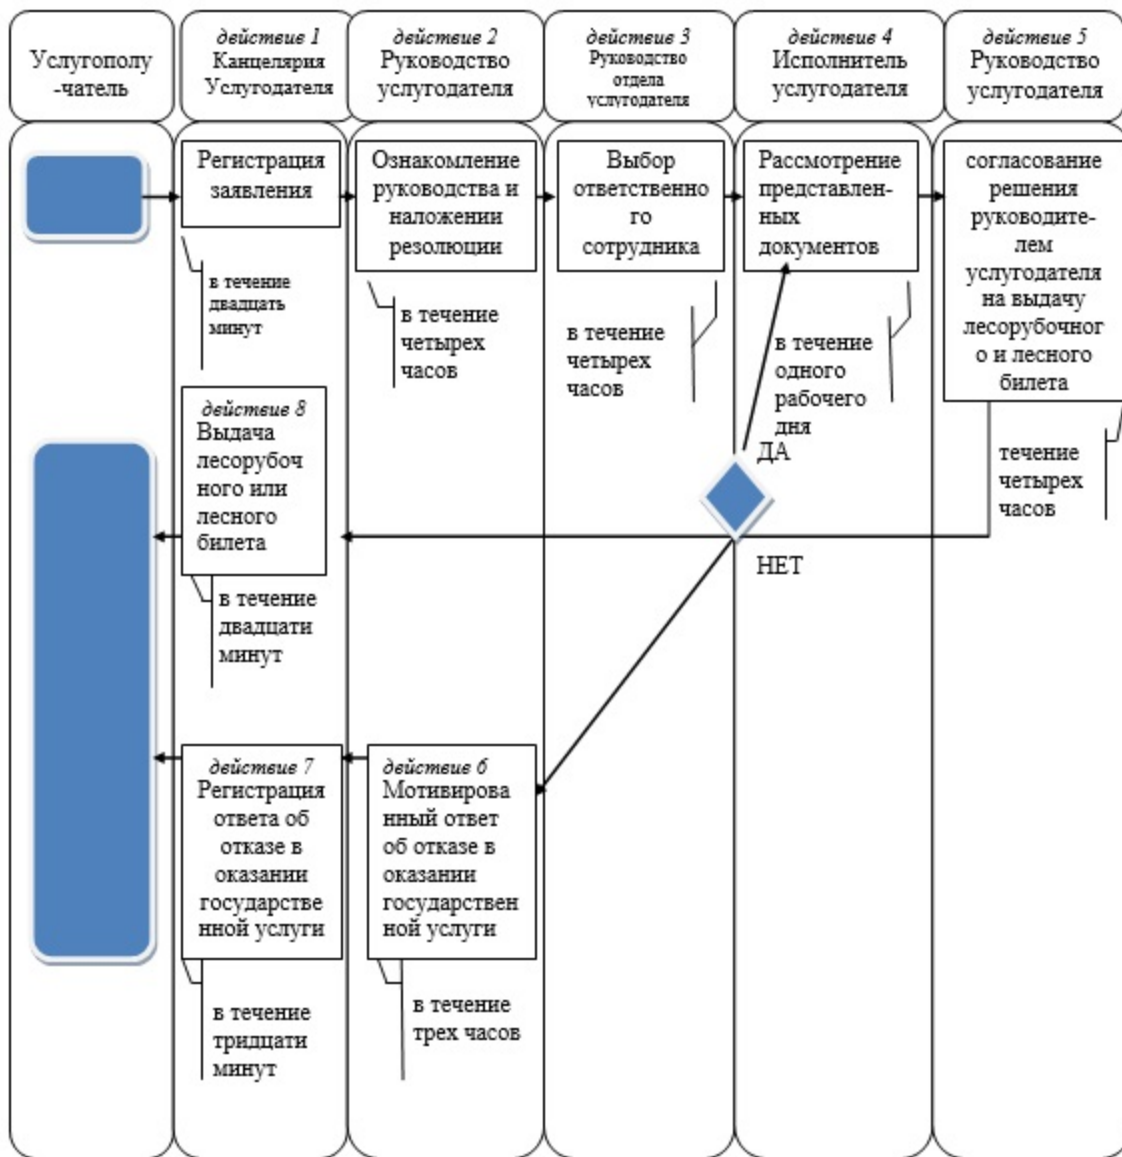 Услугополу
-чатель
действие 1
Канцелярия
Услугодателя
действие 2
Руководство
услугодателя
действие 3
Руководство
отдела
услугодателя
действие 4
Исполнитель
услугодателя
действие 5
Руководство
услугодателя
Регистрация
заявления
Ознакомление
руководства и
наложении
резолюции
Выбор
ответственно
го
сотрудника
Рассмотрение
представлен-
ных
документов
согласование
решения
руководите-
лем
услугодателя
на выдачу
лесорубочног
о и лесного
билета
в течение
двадцать
минут
в течение
четырех
часов
в течение
четырех
часов
в течение
одного
рабочего
дня
течение
четырех
часов
действие 8
Выдача
лесорубоч
ного или
лесного
билета
ДА
НЕТ
в течение
двадцати
минут
действие 7
Регистрация
ответа об
отказе в
оказании
государстве
нной услуги
действие 6
Мотивирова
нный ответ
об отказе в
оказании
государствен
ной услуги
в течение
тридцати
минут
в течение
трех часов